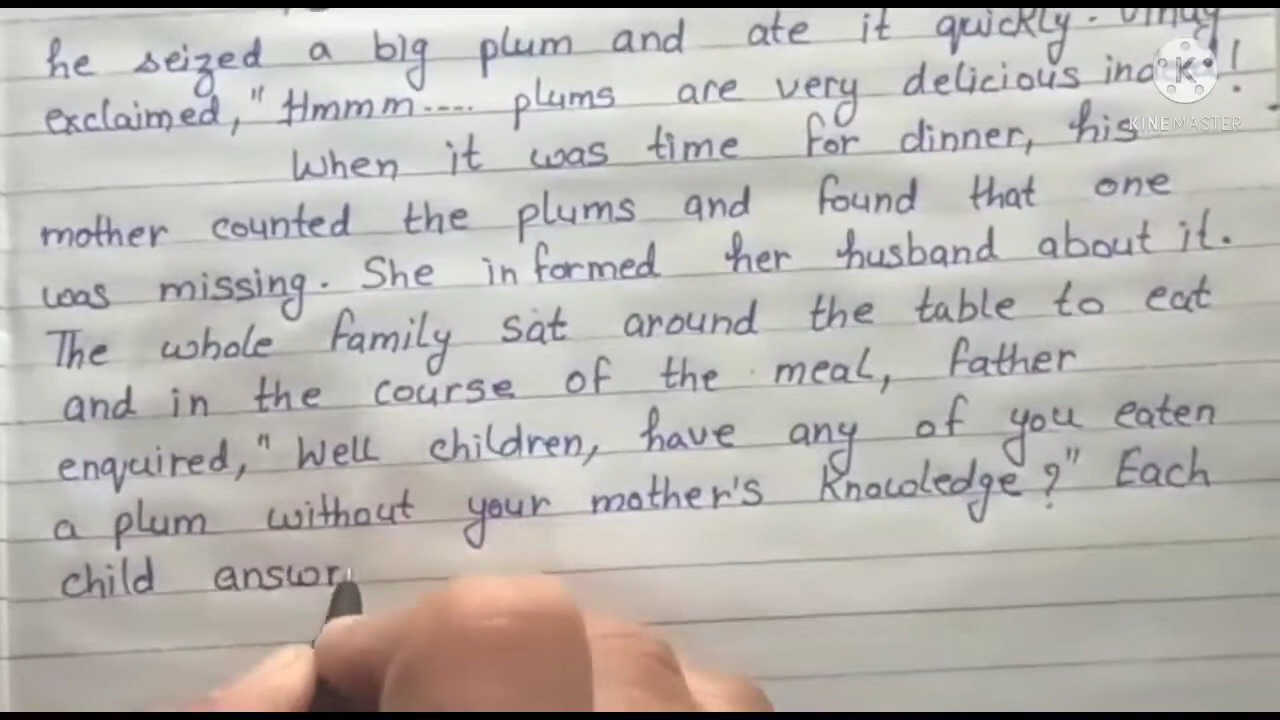 he seized a big plum and ate it quickly.
exclaimed, "Hmmm.... plums are very delicious !
When it was time for dinner, his
mother counted the plums and found that one
was missing. She informed her husband about it.
The whole family sat around the table to eat
and in the course of the meal, father
enquired, "Well children, have any of you eaten
a plum without your mother's knowledge?" Each
child answr
K
KINEMASTER